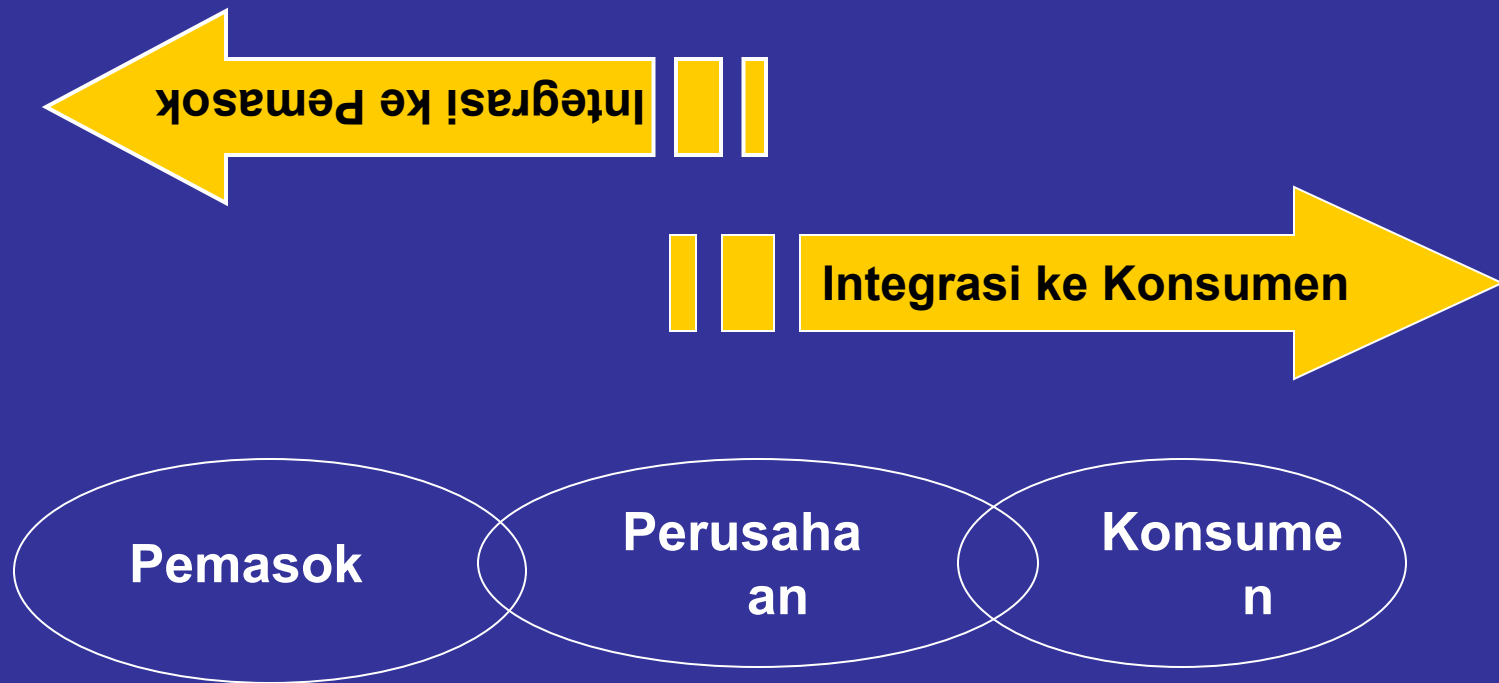 Integrasi ke Pemasok
Integrasi ke Konsumen
Pemasok
Perusaha
an
Konsume
n